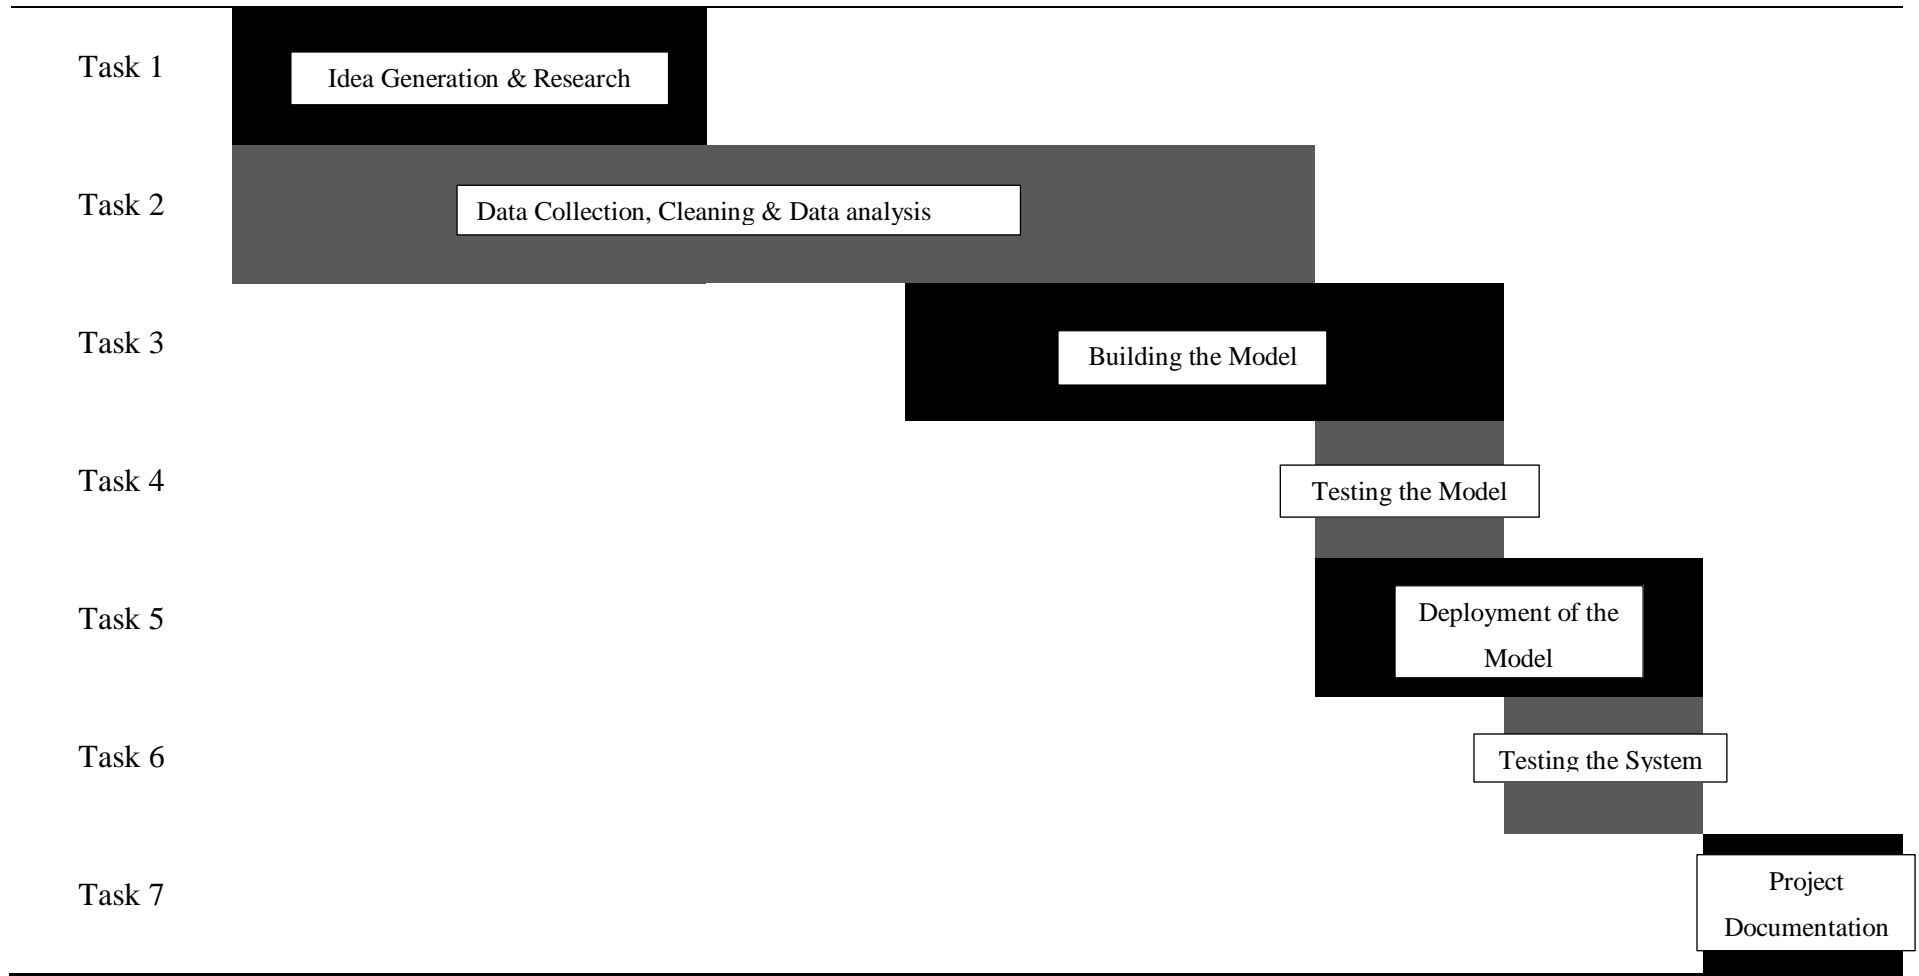 Task 1
Idea Generation & Research
Task 2
Data Collection, Cleaning & Data analysis
Task 3
Building the Model
Task 4
Testing the Model
Task 5
Deployment of the
Model
Task 6
Testing the System
Task 7
Project
Documentation